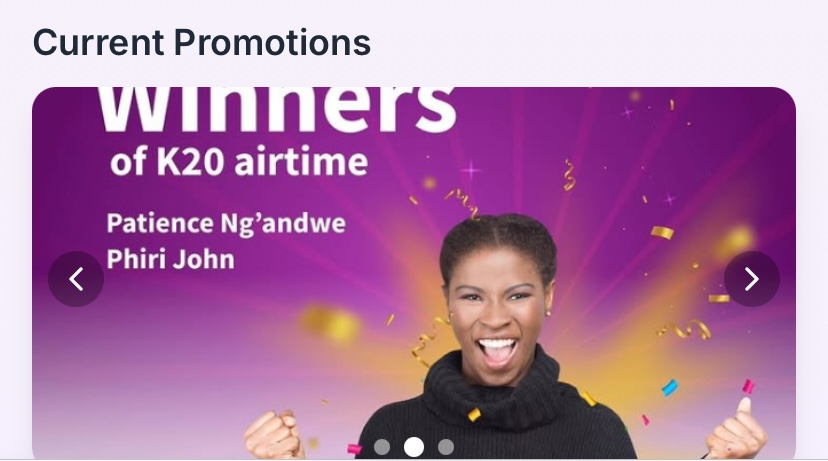 Current Promotions
Winners
of K20 airtime
Patience Ng’andwe
Phiri John